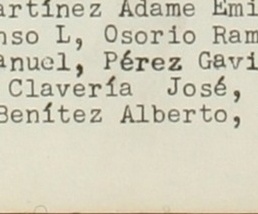 artínez Adame Emi
nso L, Osorio Ram
anuel, Pérez Gavi
Clavería José,
Benítez Alberto,